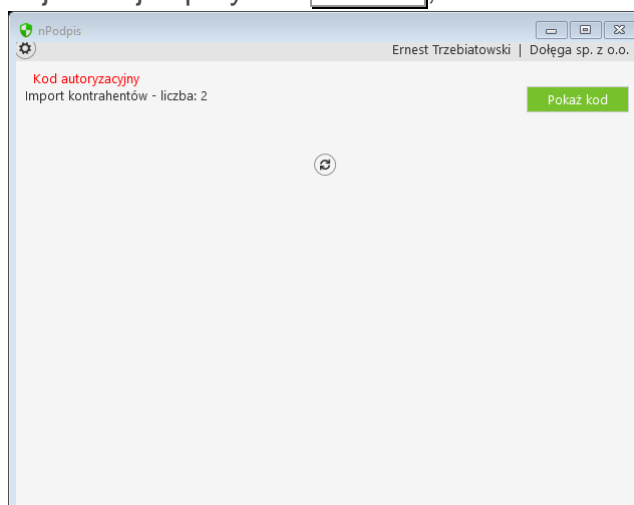 nPodpis
Ernest Trzebiatowski | Dołęga sp. z o.o.
Kod autoryzacyjny
Import kontrahentów - liczba: 2
Pokaż kod